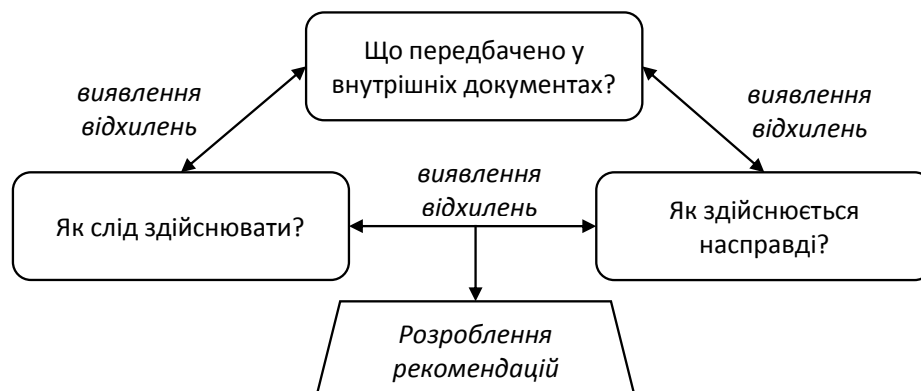 Що передбачено у
внутрішніх документах?
виявлення
відхилень
виявлення
відхилень
Як слід здійснювати?
виявлення
відхилень
Як здійснюється
насправді?
Розроблення
рекомендацій